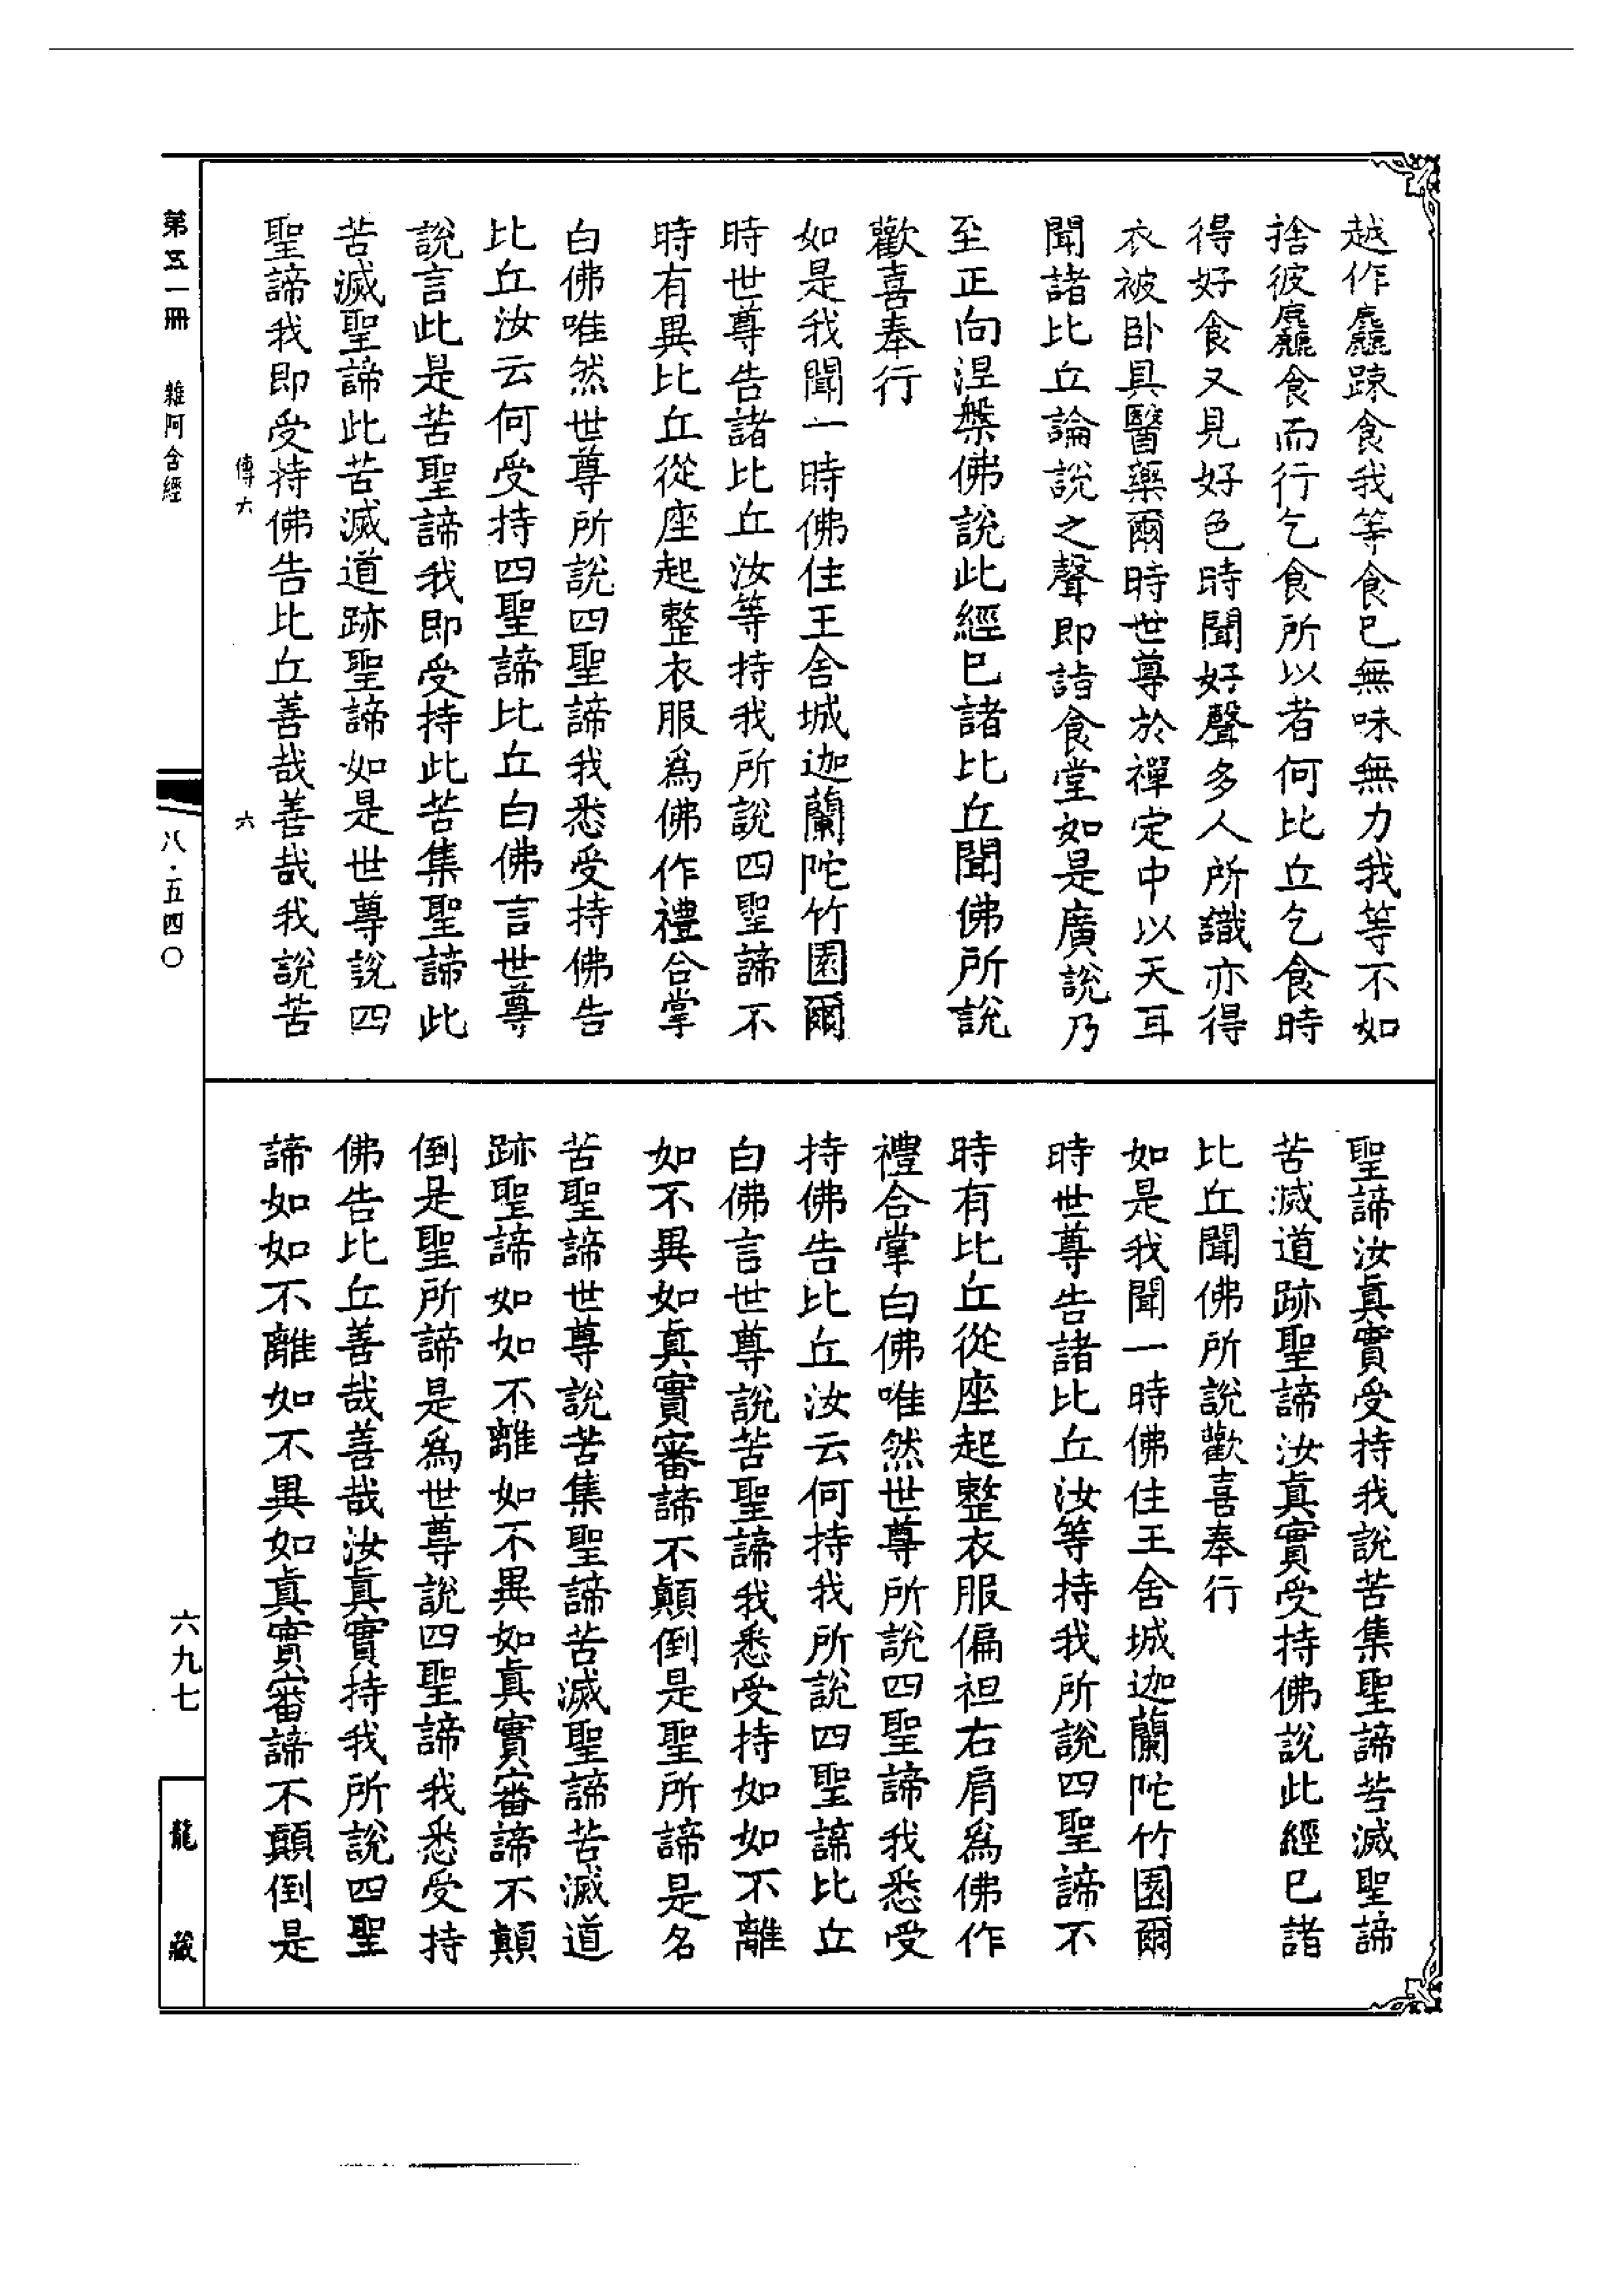 越作麤踈食我等食已無味無力我等不如
捨彼麤食而行乞食所以者何比丘乞食時
得好食又見好色時聞好聲多人所識亦得
衣被卧具醫藥爾時世尊於禪定中以天耳
聞諸比丘論說之聲即詣食堂如是廣說乃
至正向涅槃佛說此經已諸比丘聞佛所說
歡喜奉行
如是我聞一時佛住王舍城迦蘭陀竹園爾
時世尊告諸比丘汝等持我所說四聖諦不
時有異比丘從座起整衣服爲佛作禮合掌
白佛唯然世尊所說四聖諦我悉受持佛告
比丘汝云何受持四聖諦比丘白佛言世尊
說言此是苦聖諦我即受持此苦集聖諦此
苦滅聖諦此苦滅道跡聖諦如是世尊說四
聖諦我即受持佛告比丘善哉善哉我說苦
傳六 六
聖諦汝真實受持我說苦集聖諦苦滅聖諦
苦滅道跡聖諦汝真實受持佛說此經已諸
比丘聞佛所說歡喜奉行
如是我聞一時佛住王舍城迦蘭陀竹園爾
時世尊告諸比丘汝等持我所說四聖諦不
時有比丘從座起整衣服偏袒右肩爲佛作
禮合掌白佛唯然世尊所說四聖諦我悉受
持佛告比丘汝云何持我所說四聖諦比丘
白佛言世尊說苦聖諦我悉受持如如不離
如不異如真實審諦不顛倒是聖所諦是名
苦聖諦世尊說苦集聖諦苦滅聖諦苦滅道
跡聖諦如如不離如不異如真實審諦不顛
倒是聖所諦是爲世尊說四聖諦我悉受持
佛告比丘善哉善哉汝真實持我所說四聖
諦如如不離如不異如真實審諦不顛倒是
第五一冊 雜阿含經 八·五四〇 六九七 龍藏